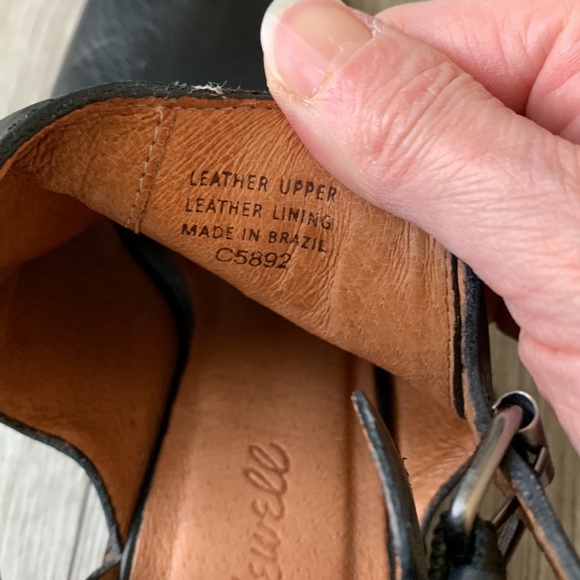 LEATHER UPPER
LEATHER LINING
MADE IN BRAZIL
C5892